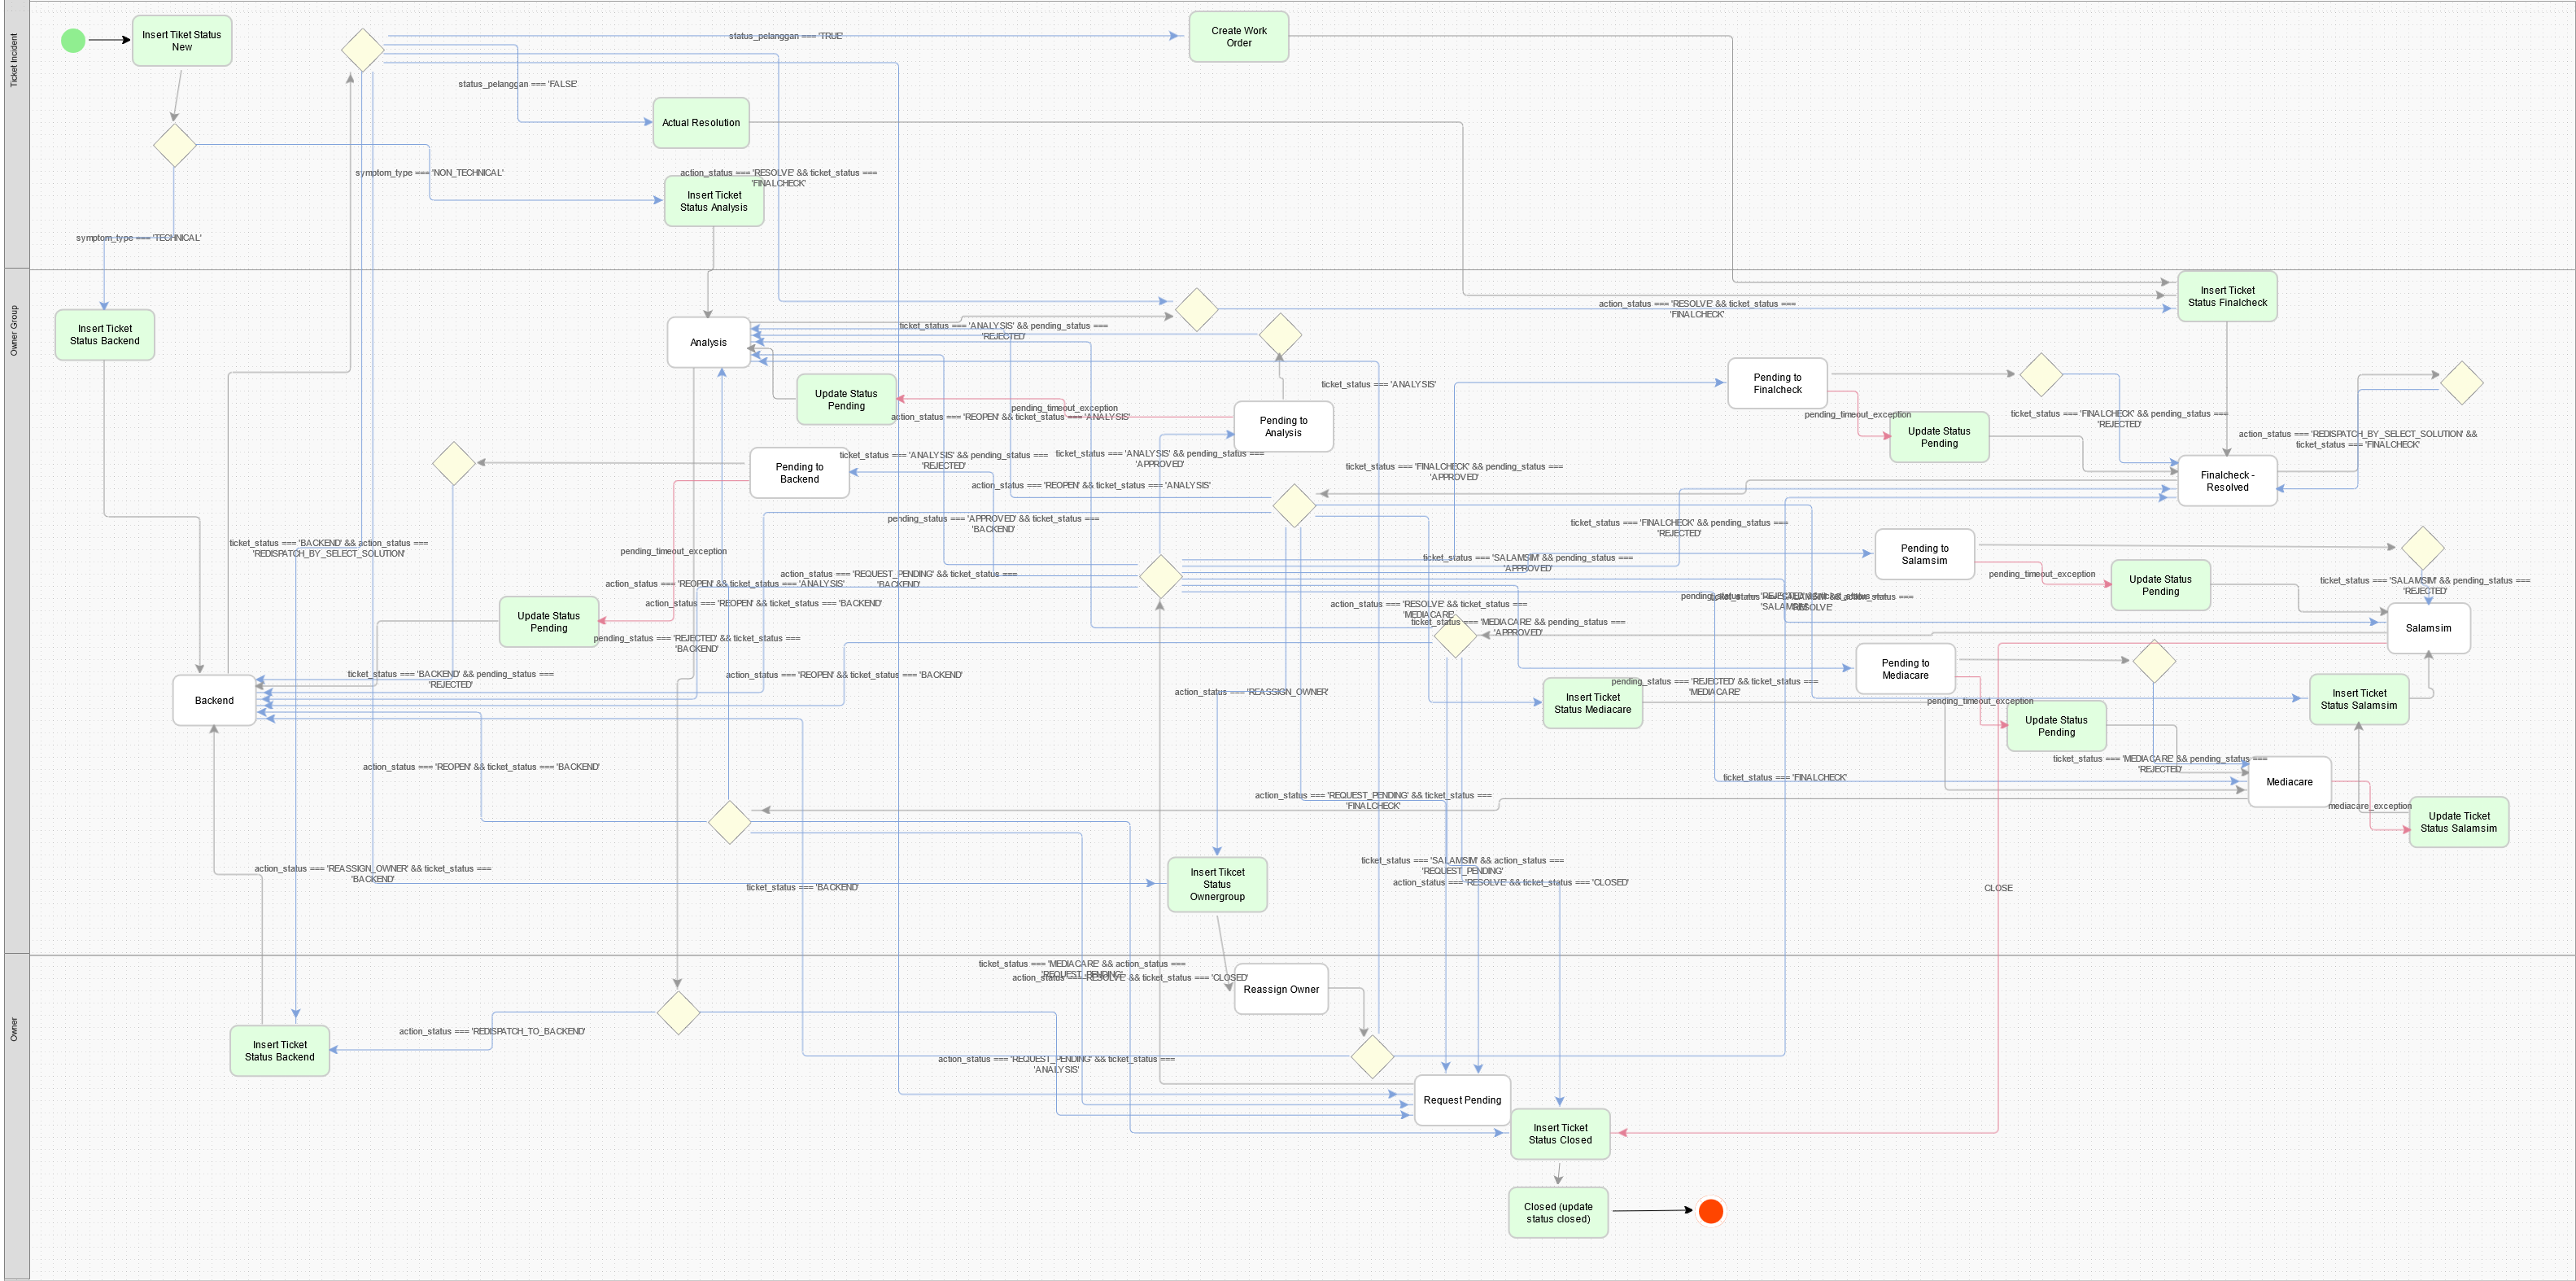 Ticket Incident
Insert Tiket Status
New
status_pelanggan === 'TRUE'
Create Work
Order
status_pelanggan === 'FALSE'
Actual Resolution
symptom_type === 'NON_TECHNICAL'
action_status === 'RESOLVE' && ticket_status ===
'FINALCHECK'
Insert Ticket
Status Analysis
symptom_type === 'TECHNICAL'
Owner Group
Insert Ticket
Status Backend
Insert Ticket
Status Finalcheck
action_status === 'RESOLVE' && ticket_status ===
'FINALCHECK'
Analysis
ticket_status === 'ANALYSIS' && pending_status ===
'REJECTED'
Update Status
Pending
pending_timeout_exception
action_status === 'REOPEN' && ticket_status === 'ANALYSIS'
ticket_status === 'ANALYSIS'
Pending to
Analysis
Pending to
Finalcheck
pending_timeout_exception
Update Status
Pending
ticket_status === 'FINALCHECK' && pending_status ===
'REJECTED'
action_status === 'REDISPATCH_BY_SELECT_SOLUTION' &&
ticket_status === 'FINALCHECK'
Finalcheck -
Resolved
Pending to
Backend
ticket_status === 'ANALYSIS' && pending_status ===
'REJECTED'
ticket_status === 'ANALYSIS' && pending_status ===
'APPROVED'
ticket_status === 'FINALCHECK' && pending_status ===
'APPROVED'
action_status === 'REOPEN' && ticket_status === 'ANALYSIS'
pending_status === 'APPROVED' && ticket_status ===
'BACKEND'
ticket_status === 'FINALCHECK' && pending_status ===
'REJECTED'
ticket_status === 'BACKEND' && action_status ===
'REDISPATCH_BY_SELECT_SOLUTION'
pending_timeout_exception
ticket_status === 'SALAMSIM' && pending_status ===
'APPROVED'
Pending to
Salamsim
pending_timeout_exception
Update Status
Pending
ticket_status === 'SALAMSIM' && pending_status ===
'REJECTED'
action_status === 'REQUEST_PENDING' && ticket_status ===
'BACKEND'
action_status === 'REOPEN' && ticket_status === 'ANALYSIS'
action_status === 'REOPEN' && ticket_status === 'BACKEND'
action_status === 'RESOLVE' && ticket_status ===
'MEDIACARE'
ticket_status === 'MEDIACARE' && pending_status ===
'APPROVED'
Salamsim
Update Status
Pending
pending_status === 'REJECTED' && ticket_status ===
'BACKEND'
Pending to
Mediacare
ticket_status === 'BACKEND' && pending_status ===
'REJECTED'
action_status === 'REOPEN' && ticket_status === 'BACKEND'
pending_status === 'REJECTED' && ticket_status ===
'MEDIACARE'
Backend
action_status === 'REASSIGN_OWNER'
Insert Ticket
Status Mediacare
pending_timeout_exception
Update Status
Pending
Insert Ticket
Status Salamsim
action_status === 'REOPEN' && ticket_status === 'BACKEND'
ticket_status === 'FINALCHECK'
ticket_status === 'MEDIACARE' && pending_status ===
'REJECTED'
Mediacare
action_status === 'REQUEST_PENDING' && ticket_status ===
'FINALCHECK'
mediacare_exception
Update Ticket
Status Salamsim
action_status === 'REASSIGN_OWNER' && ticket_status ===
'BACKEND'
ticket_status === 'BACKEND'
Insert Tikcet
Status
Ownergroup
ticket_status === 'SALAMSIM' && action_status ===
'REQUEST_PENDING'
action_status === 'RESOLVE' && ticket_status === 'CLOSED'
CLOSE
Owner
ticket_status === 'MEDIACARE' && action_status ===
'REQUEST_PENDING'
action_status === 'RESOLVE' && ticket_status === 'CLOSED'
Reassign Owner
Insert Ticket
Status Backend
action_status === 'REDISPATCH_TO_BACKEND'
action_status === 'REQUEST_PENDING' && ticket_status ===
'ANALYSIS'
Request Pending
Insert Ticket
Status Closed
Closed (update
status closed)